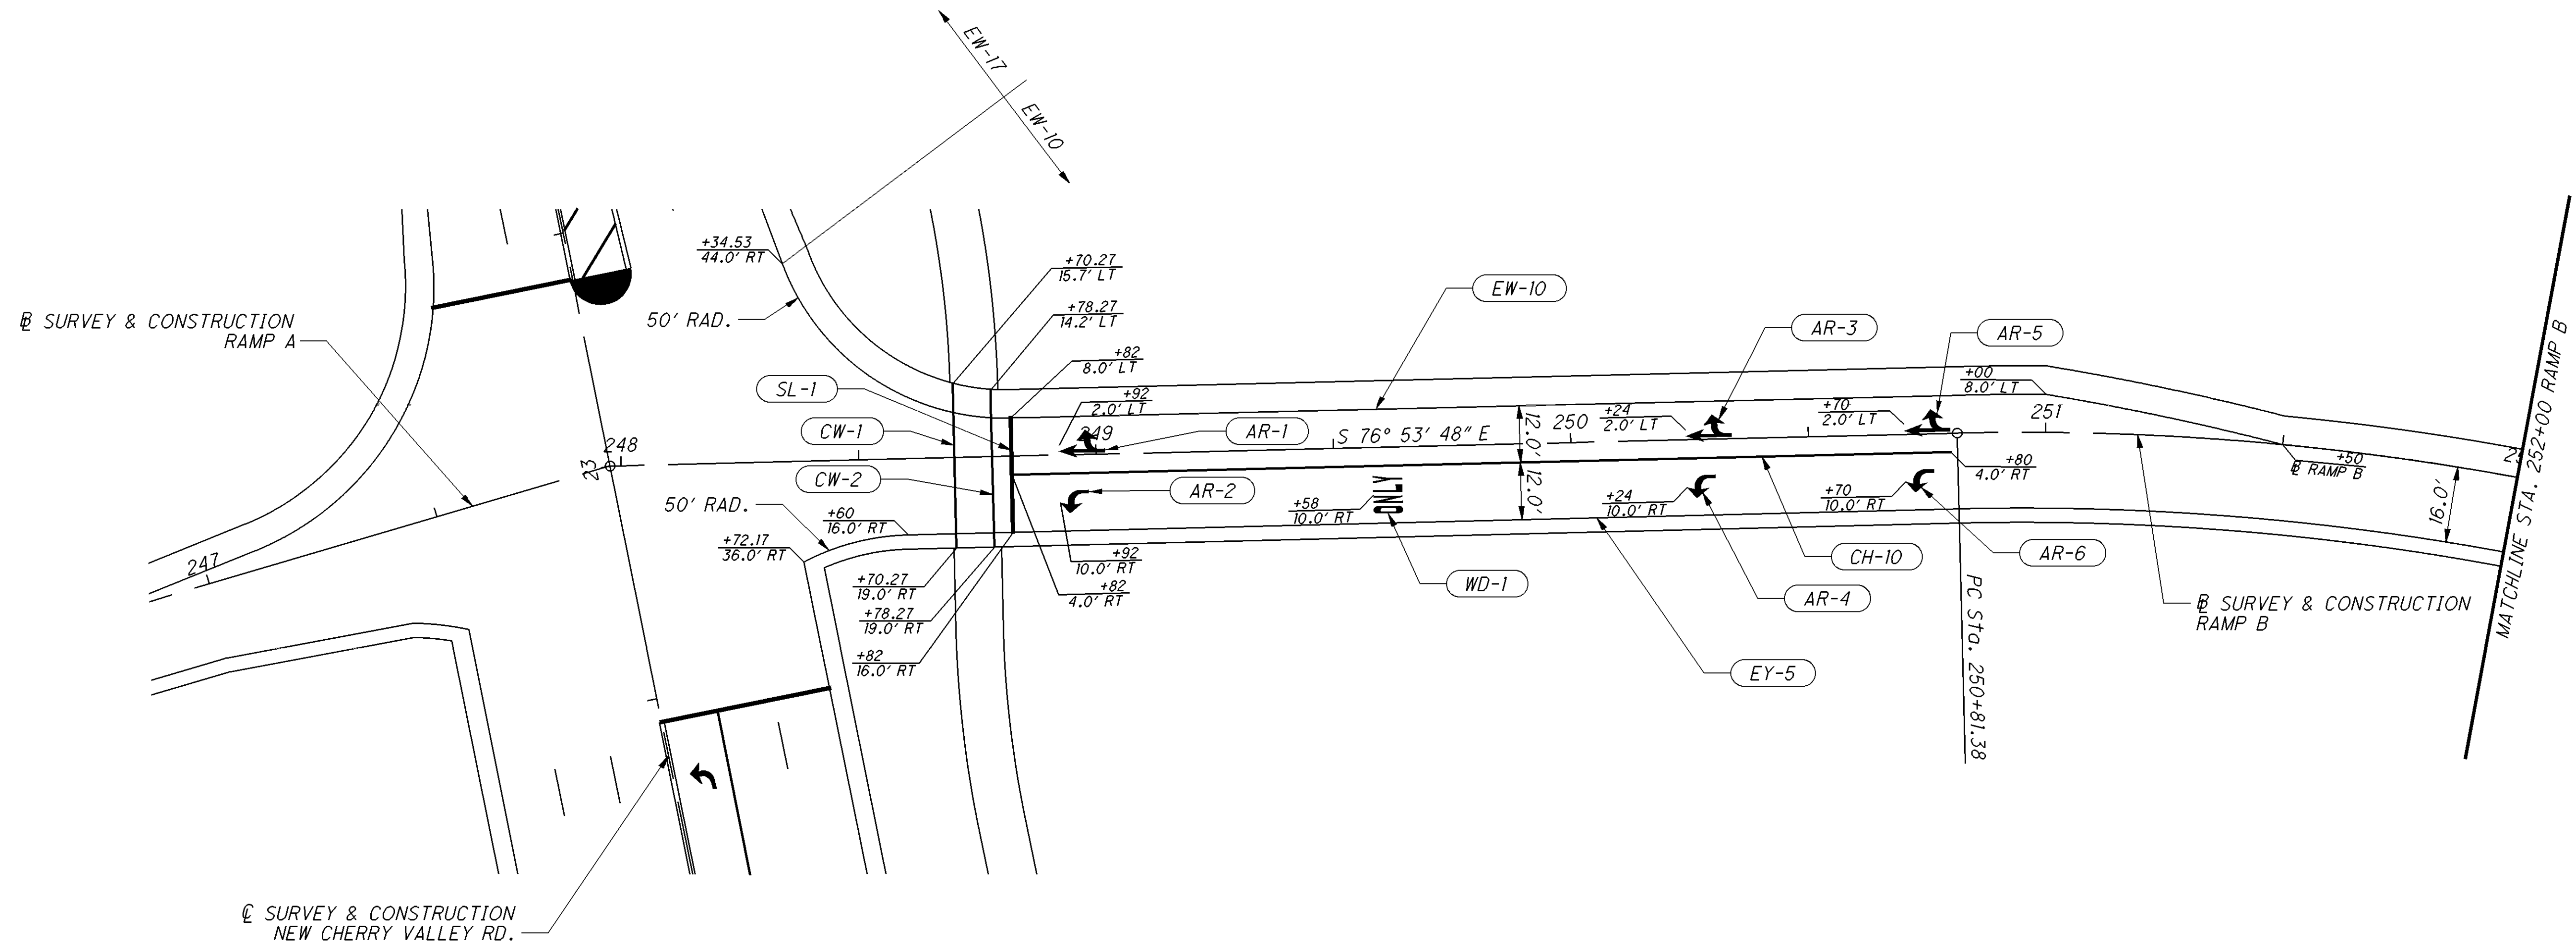 EW-17
EW-10
+34.53
44.0' RT
50' RAD.
+70.27
15.7' LT
+78.27
14.2' LT
+82
8.0' LT
EW-10
AR-3
AR-5
℄ SURVEY & CONSTRUCTION
RAMP A
SL-1
+92
2.0' LT
CW-1
AR-1
249
S 76° 53' 48" E
12.0'
250
+24
2.0' LT
+70
2.0' LT
+00
8.0' LT
251
248
23
CW-2
AR-2
ONLY
+58
10.0' RT
12.0'
+24
10.0' RT
+70
10.0' RT
+80
4.0' RT
+50
℄ RAMP B
16.0'
MATCHLINE STA. 252+00 RAMP B
50' RAD.
+60
16.0' RT
+72.17
36.0' RT
247
+92
10.0' RT
+82
4.0' RT
+70.27
19.0' RT
+78.27
19.0' RT
+82
16.0' RT
WD-1
AR-4
CH-10
AR-6
EY-5
PC Sta. 250+81.38
℄ SURVEY & CONSTRUCTION
RAMP B
℄ SURVEY & CONSTRUCTION
NEW CHERRY VALLEY RD.